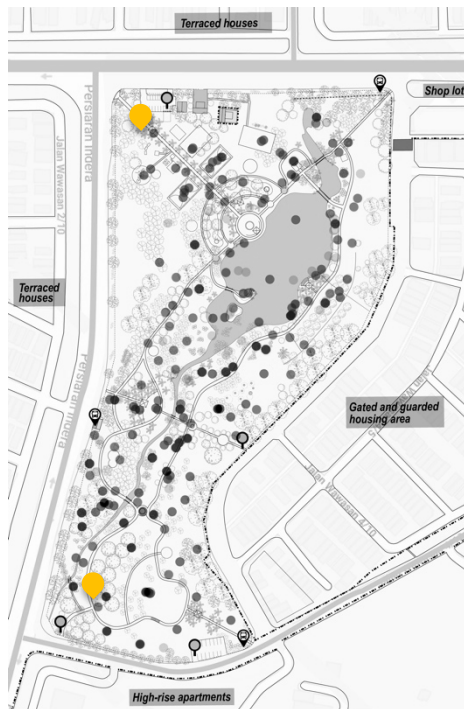 Terraced houses
Shop lot
Persiaran Indera
Jalan Wawasan 2/10
Terraced
houses
Persiaran Indera
Gated and guarded
housing area
Jalan Wawasan 2/10
High-rise apartments